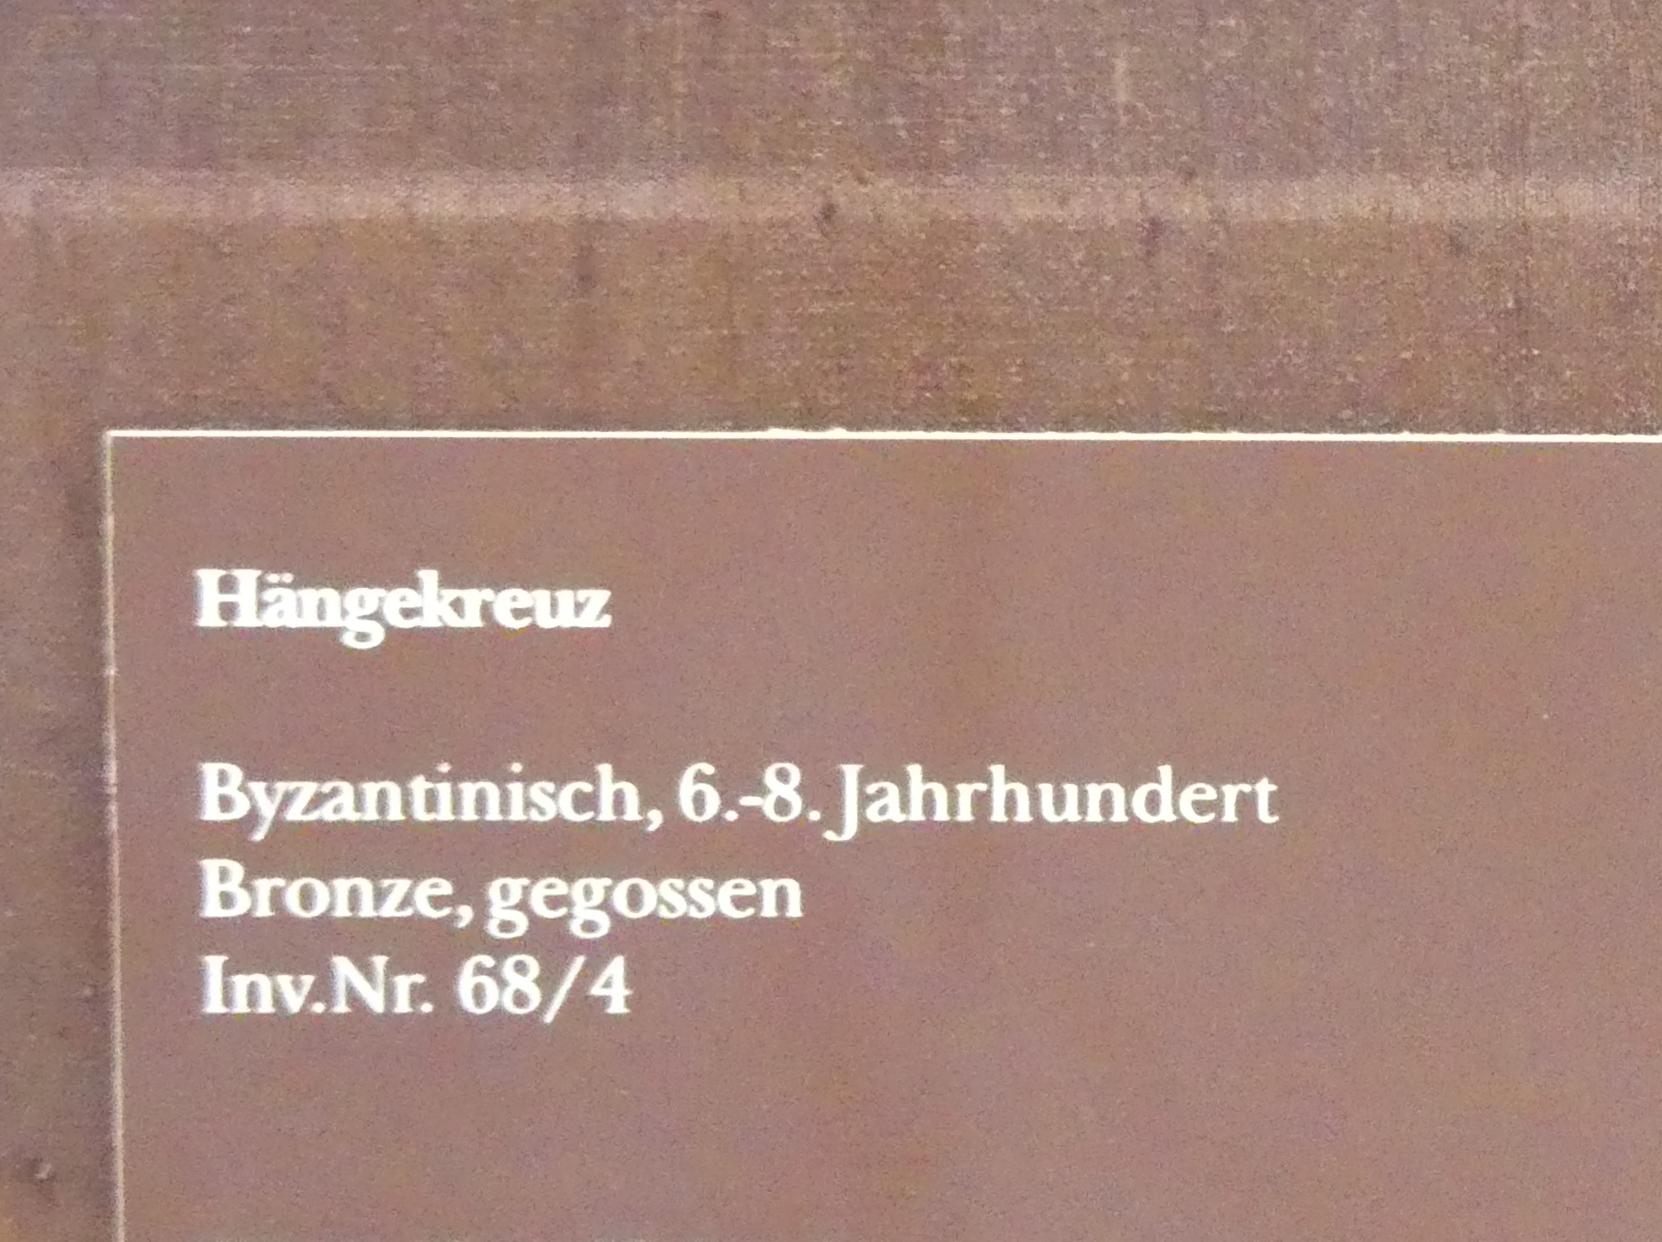 Hängekreuz
Byzantinisch, 6.-8. Jahrhundert
Bronze, gegossen
Inv.Nr. 68/4